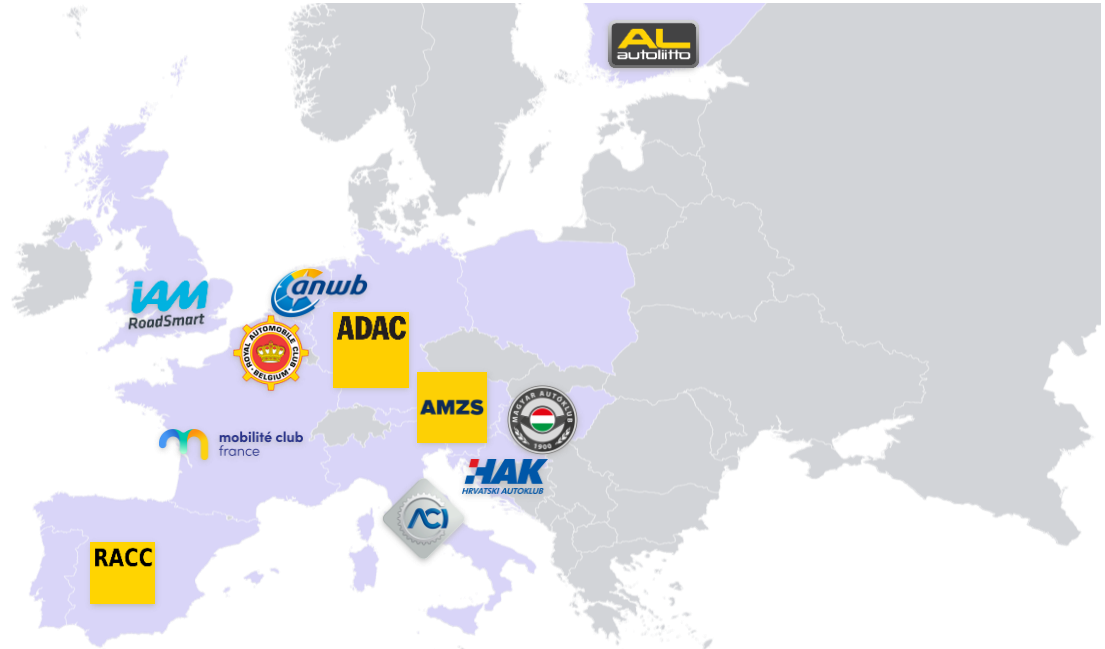 AL
autoliitto
iAM
RoadSmart
anwb
ROYAL AUTOMOBILE CLUB
· BELGIUM ·
ADAC
AMZS
MAGYAR AUTOKLUB
1900
mobilité club
france
HAK
HRVATSKI AUTOKLUB
ACI
RACC